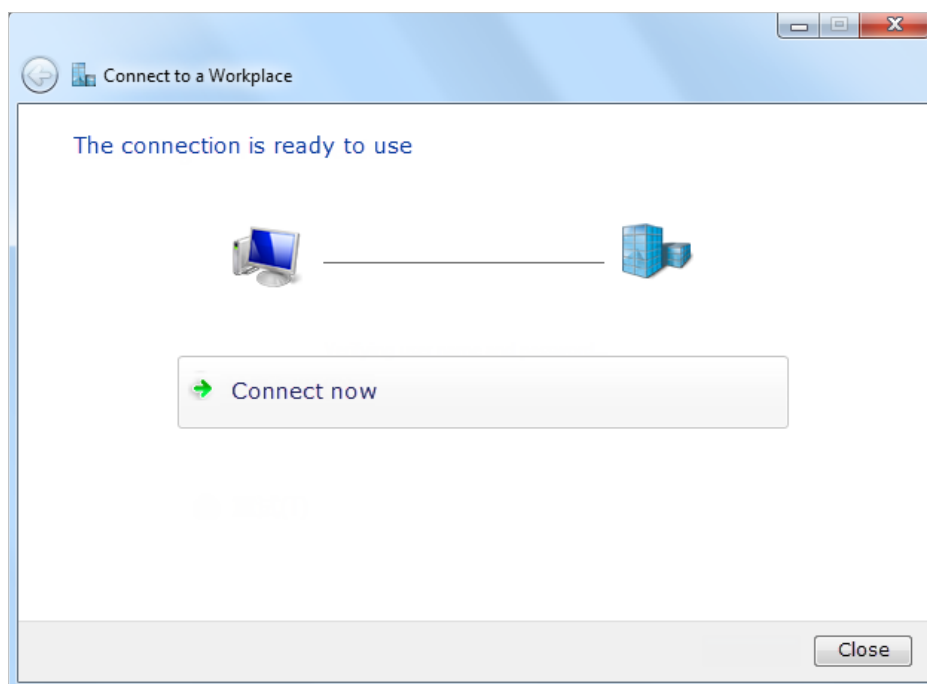 Connect to a Workplace
The connection is ready to use
Connect now
Close